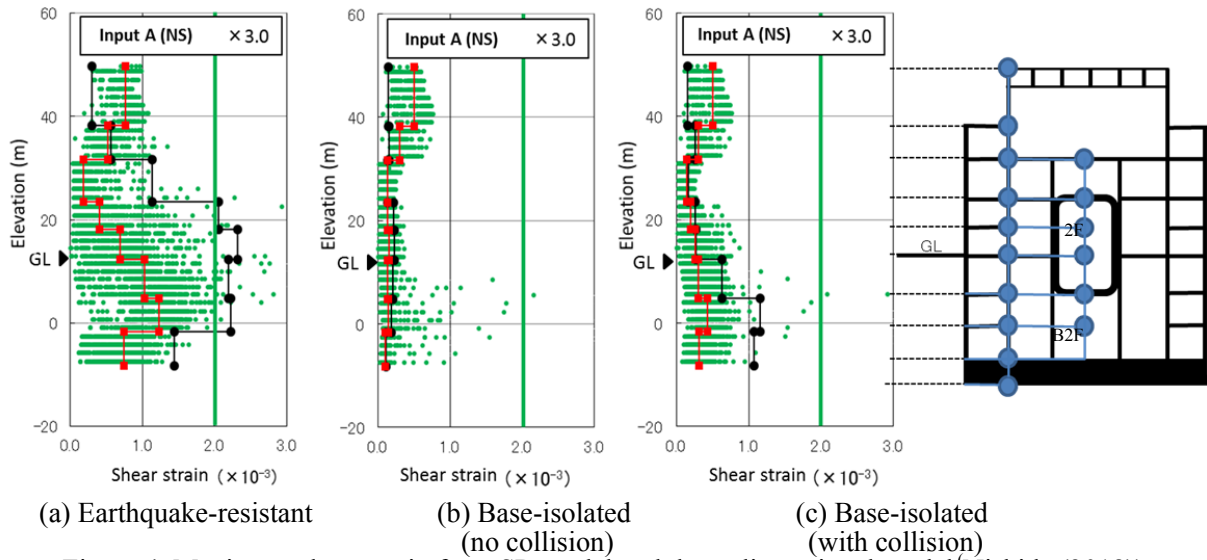 60
40
20
0
−20
Elevation (m)
GL
Input A (NS) ×3.0
0.0 1.0 2.0 3.0
Shear strain (×10⁻³)
(a) Earthquake-resistant
60
40
20
0
−20
Elevation (m)
GL
Input A (NS) ×3.0
0.0 1.0 2.0 3.0
Shear strain (×10⁻³)
(b) Base-isolated
(no collision)
60
40
20
0
−20
Elevation (m)
GL
Input A (NS) ×3.0
0.0 1.0 2.0 3.0
Shear strain (×10⁻³)
(c) Base-isolated
(with collision)
GL
2F
B2F